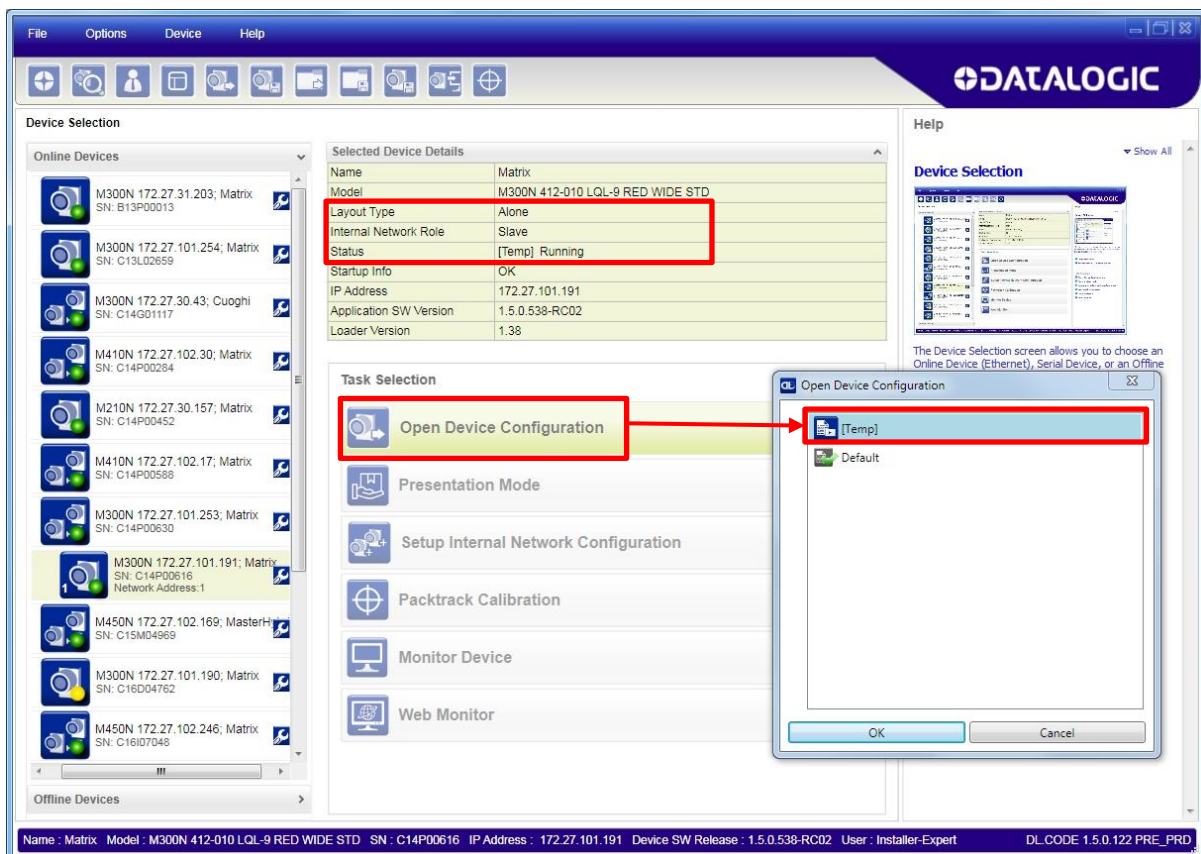 File Options Device Help
DATALOGIC
Device Selection
Online Devices
M300N 172.27.31.203; Matrix
SN: B13P00013
M300N 172.27.101.254; Matrix
SN: C13L02659
M300N 172.27.30.43; Cuoghi
SN: C14G01117
M410N 172.27.102.30; Matrix
SN: C14P00284
M210N 172.27.30.157; Matrix
SN: C14P00452
M410N 172.27.102.17; Matrix
SN: C14P00588
M300N 172.27.101.253; Matrix
SN: C14P00630
M300N 172.27.101.191; Matrix
SN: C14P00616
1 Network Address:1
M450N 172.27.102.169;
SN: C15M04969
M300N 172.27.101.190; Matrix
SN: C16D04762
M450N 172.27.102.246; Matrix
SN: C16I07048
Offline Devices
Selected Device Details
Name Matrix
Model M300N 412-010 LQL-9 RED WIDE STD
Layout Type Alone
Internal Network Role Slave
Status [Temp] Running
Startup Info OK
IP Address 172.27.101.191
Application SW Version 1.5.0.538-RC02
Loader Version 1.38
Task Selection
Open Device Configuration
Presentation Mode
Setup Internal Network Configuration
Packtrack Calibration
Monitor Device
Web Monitor
Help
Show All
Device Selection
The Device Selection screen allows you to choose an
Online Device (Ethernet), Serial Device, or an Offline
Open Device Configuration
[Temp]
Default
OK Cancel
Name : Matrix Model : M300N 412-010 LQL-9 RED WIDE STD SN : C14P00616 IP Address : 172.27.101.191 Device SW Release : 1.5.0.538-RC02 User : Installer-Expert DL.CODE 1.5.0.122 PRE_PRD